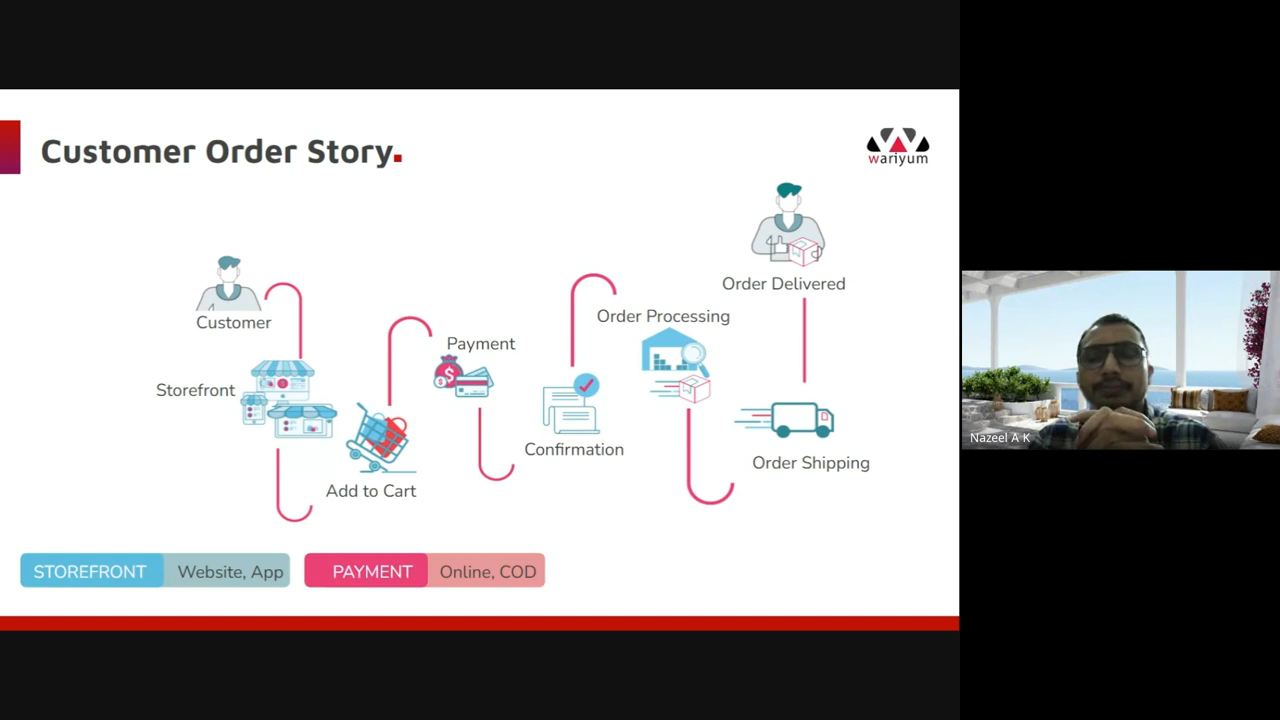 Customer Order Story.
wariyum
Customer
Storefront
Add to Cart
Payment
Confirmation
Order Processing
Order Shipping
Order Delivered
STOREFRONT Website, App
PAYMENT Online, COD
Nazeel A K